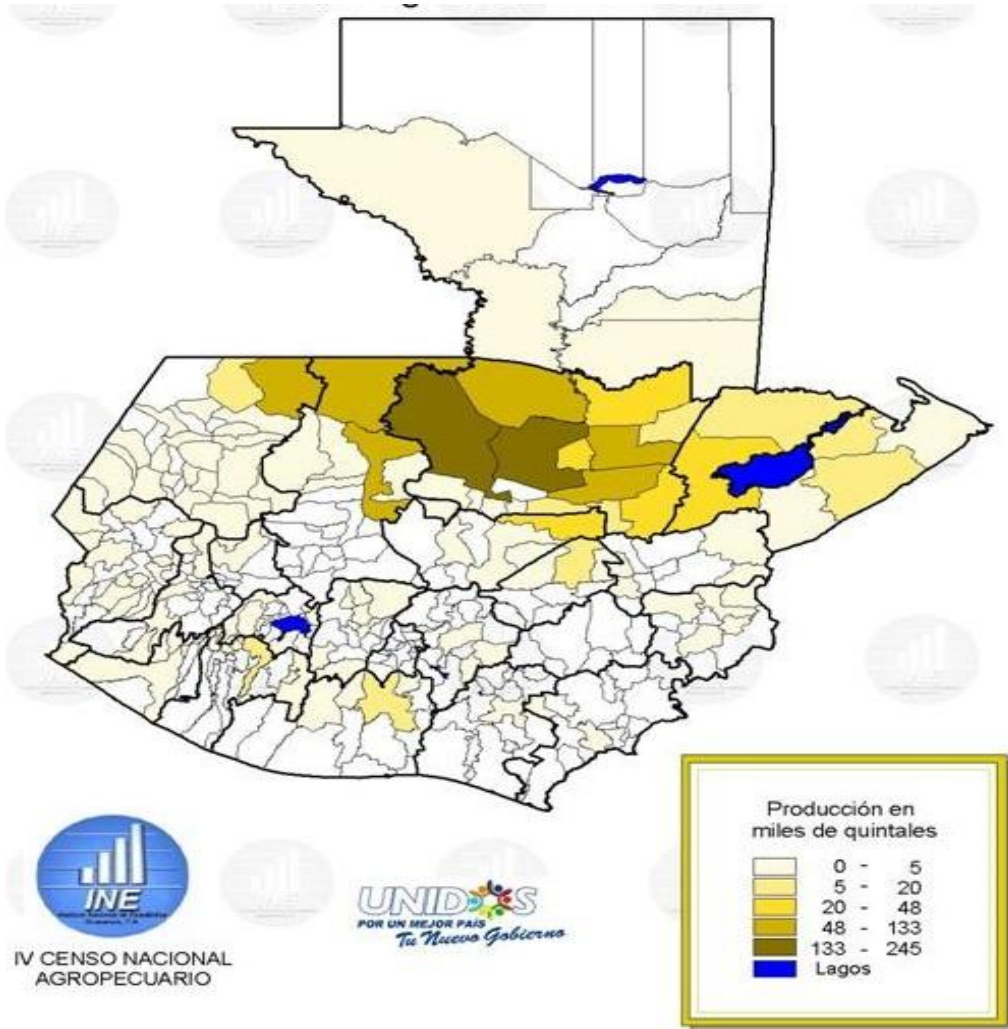 Producción en
miles de quintales
0 - 5
5 - 20
20 - 48
48 - 133
133 - 245
Lagos
INE
IV CENSO NACIONAL
AGROPECUARIO
UNIDOS
POR UN MEJOR PAÍS
Tu Nuevo Gobierno